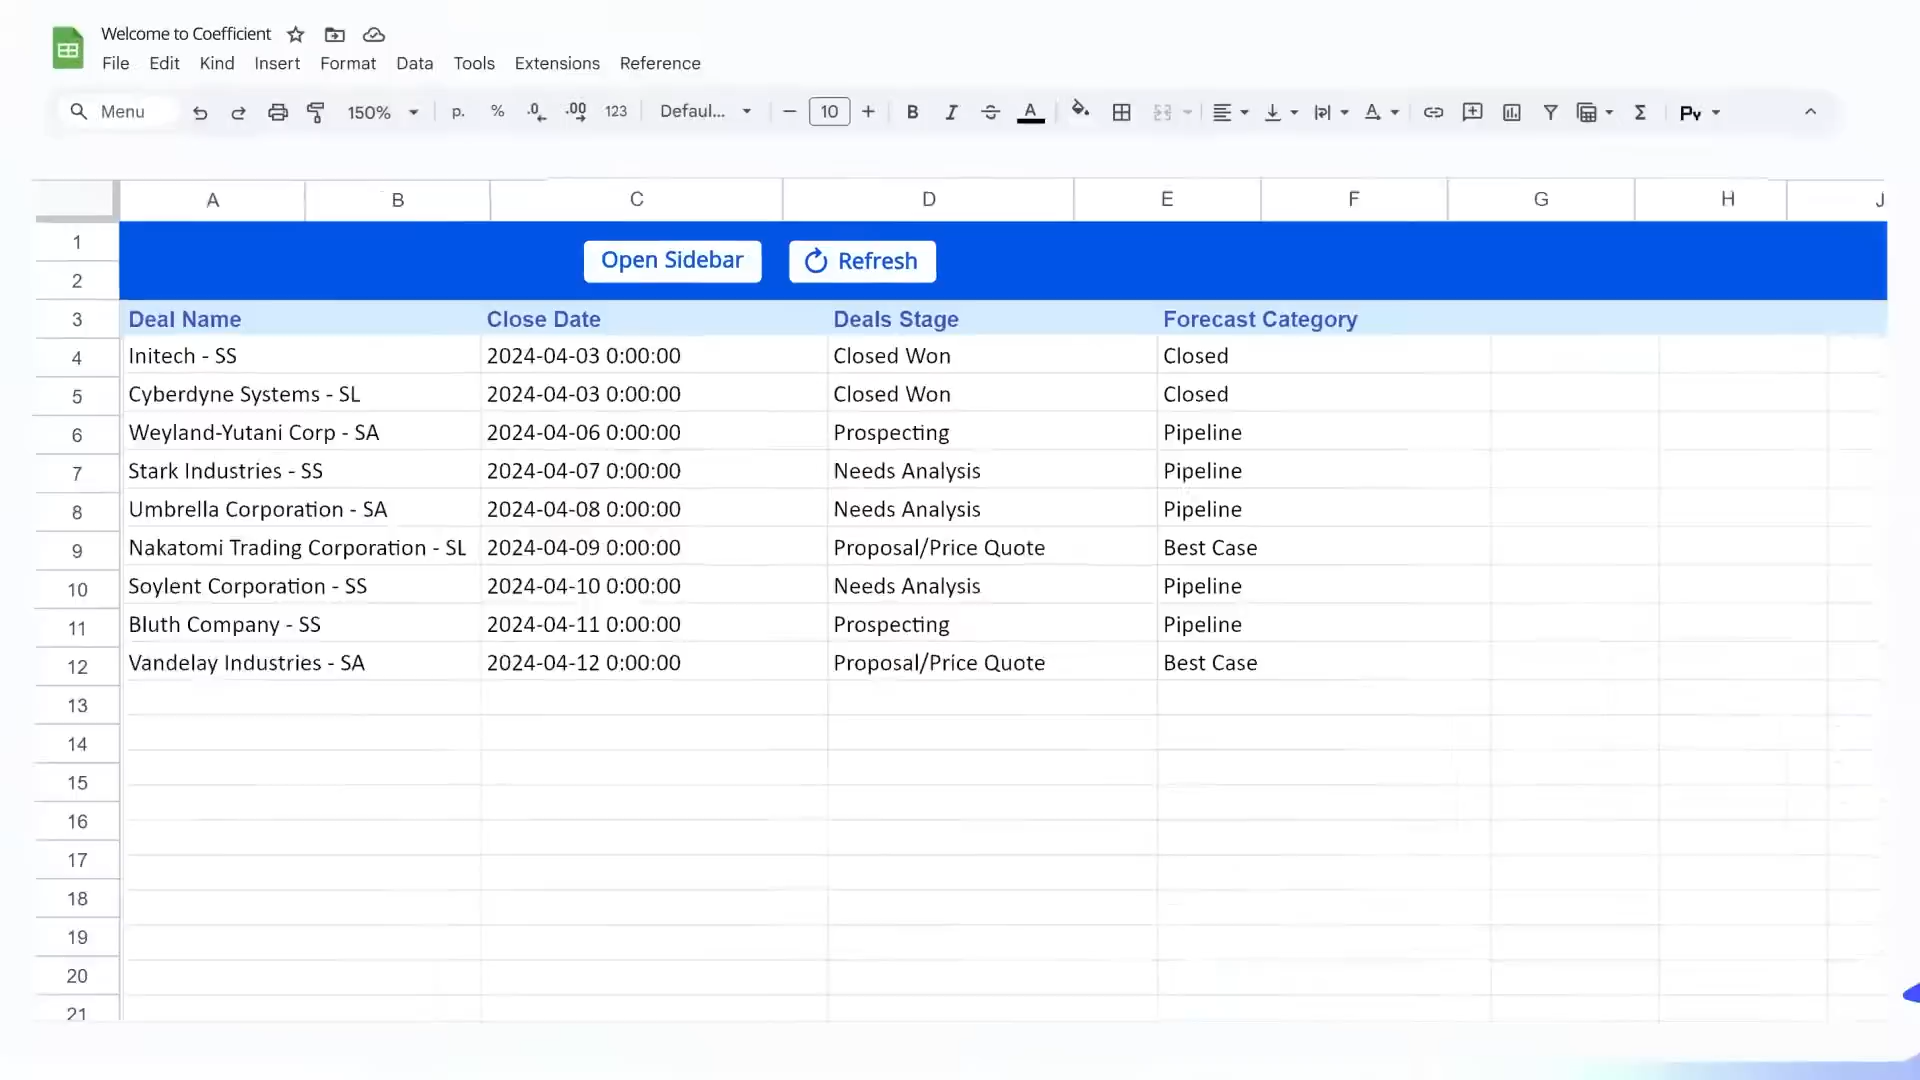 Welcome to Coefficient
File Edit Kind Insert Format Data Tools Extensions Reference
Menu 150% p. % .0 .00 123 Defaul... 10 B I A A Σ Py
A B C D E F G H J
1
Open Sidebar Refresh
2
3 Deal Name Close Date Deals Stage Forecast Category
4 Initech - SS 2024-04-03 0:00:00 Closed Won Closed
5 Cyberdyne Systems - SL 2024-04-03 0:00:00 Closed Won Closed
6 Weyland-Yutani Corp - SA 2024-04-06 0:00:00 Prospecting Pipeline
7 Stark Industries - SS 2024-04-07 0:00:00 Needs Analysis Pipeline
8 Umbrella Corporation - SA 2024-04-08 0:00:00 Needs Analysis Pipeline
9 Nakatomi Trading Corporation - SL 2024-04-09 0:00:00 Proposal/Price Quote Best Case
10 Soylent Corporation - SS 2024-04-10 0:00:00 Needs Analysis Pipeline
11 Bluth Company - SS 2024-04-11 0:00:00 Prospecting Pipeline
12 Vandelay Industries - SA 2024-04-12 0:00:00 Proposal/Price Quote Best Case
13
14
15
16
17
18
19
20
21